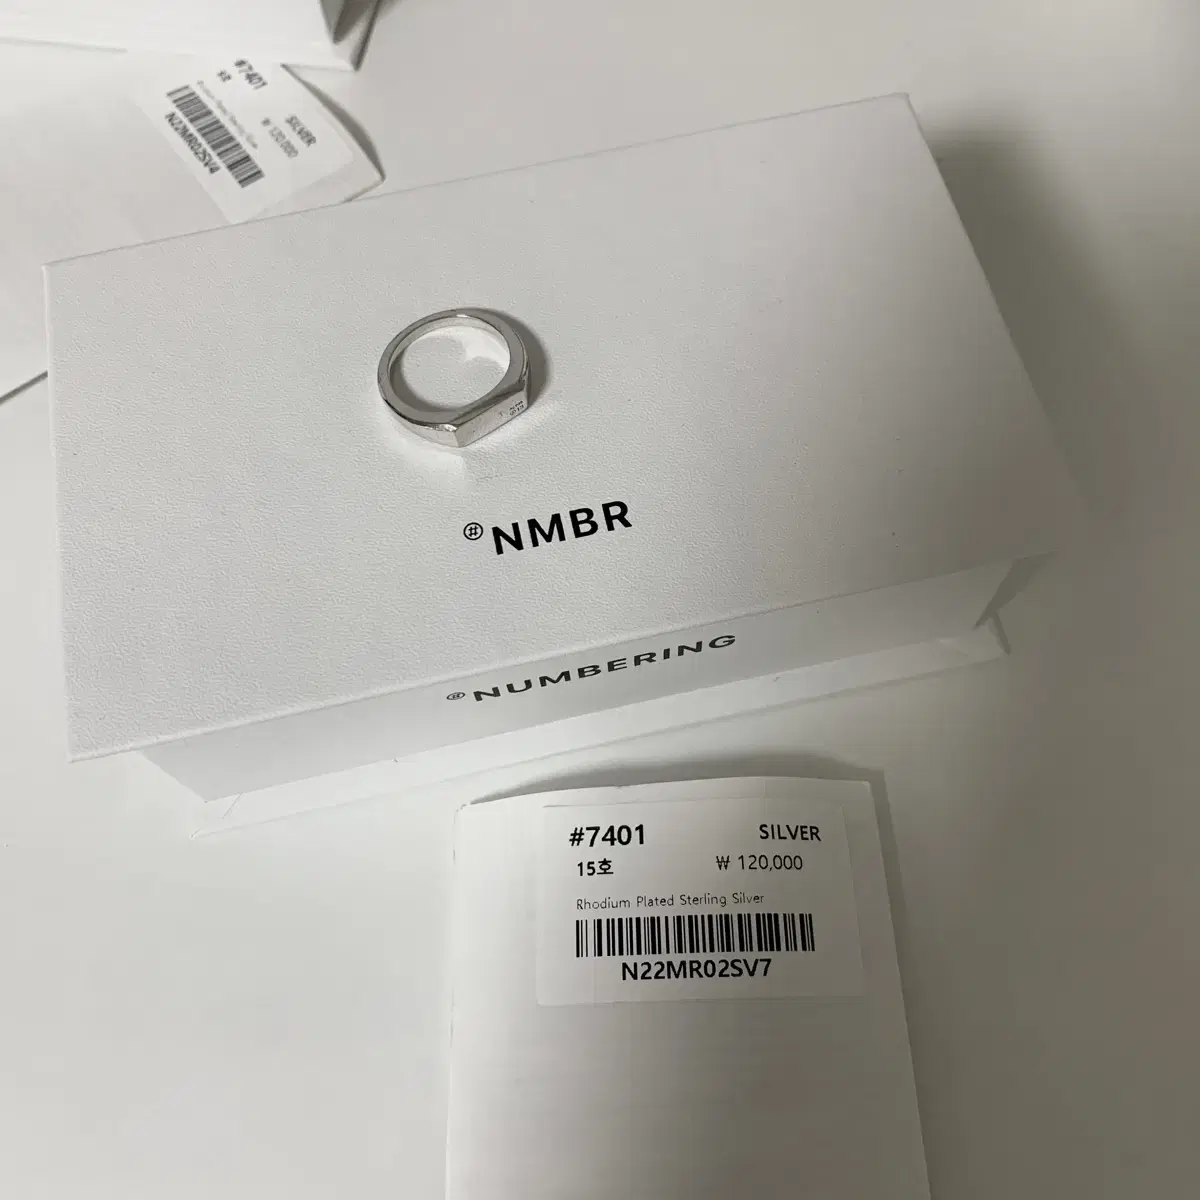 #7401
SILVER
₩ 120,000
N22MR02SV4
#NMBR
#NUMBERING
#7401
SILVER
15호
₩ 120,000
Rhodium Plated Sterling Silver
N22MR02SV7